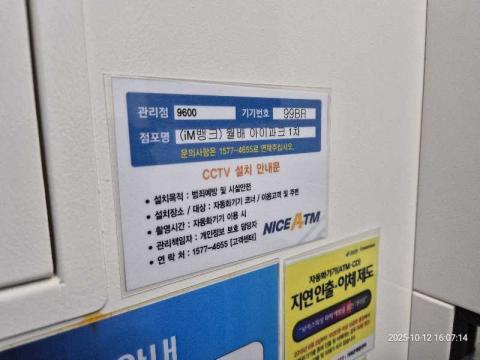 관리점 9600 기기번호 99BR
점포명 (iM뱅크) 월배 아이파크 1차
문의사항은 1577-4655로 연락주십시오.
CCTV 설치 안내문
• 설치목적 : 범죄예방 및 시설안전
• 설치장소 / 대상 : 자동화기기 코너 / 이용고객 및 주변
• 촬영시간 : 자동화기기 이용 시
• 관리책임자 : 개인정보 보호 담당자
• 연 락 처 : 1577-4655 [고객센터]
NICE ATM
자동화기기(ATM·CD)
지연 인출·이체 제도
안내
2025-10-12 16:07:14